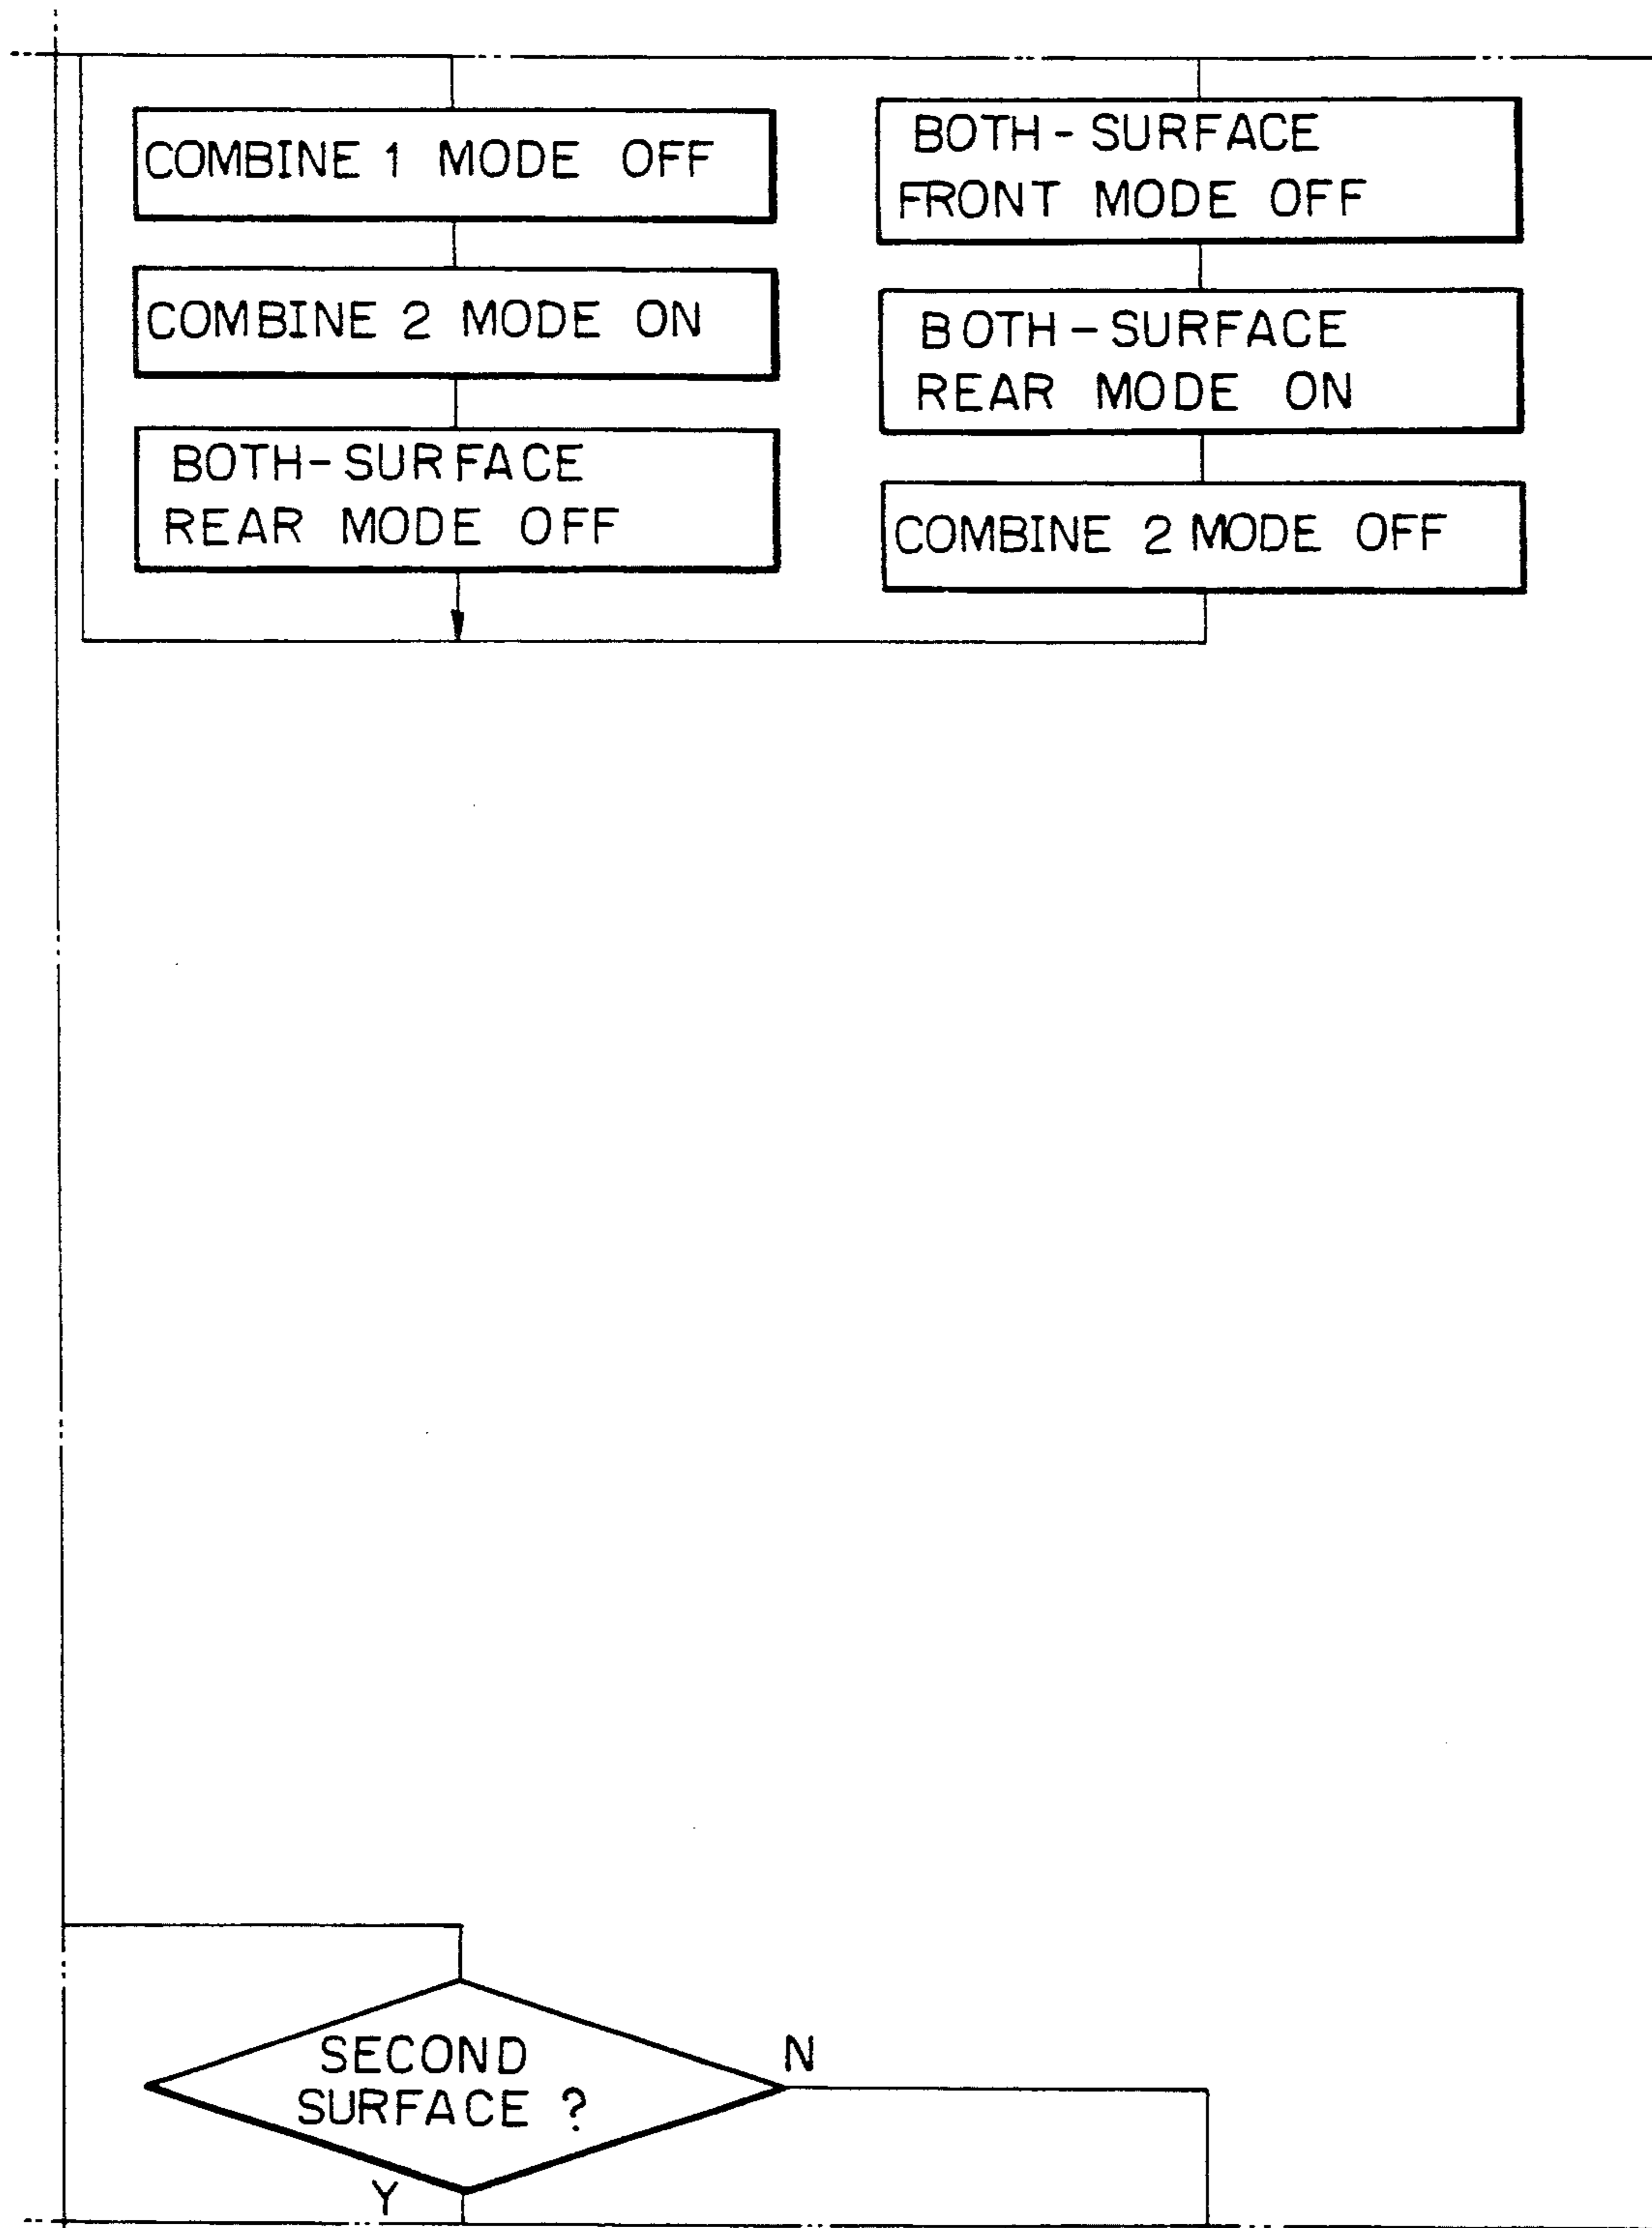 COMBINE 1 MODE OFF
COMBINE 2 MODE ON
BOTH-SURFACE
REAR MODE OFF
BOTH-SURFACE
FRONT MODE OFF
BOTH-SURFACE
REAR MODE ON
COMBINE 2 MODE OFF
SECOND
SURFACE ?
N
Y